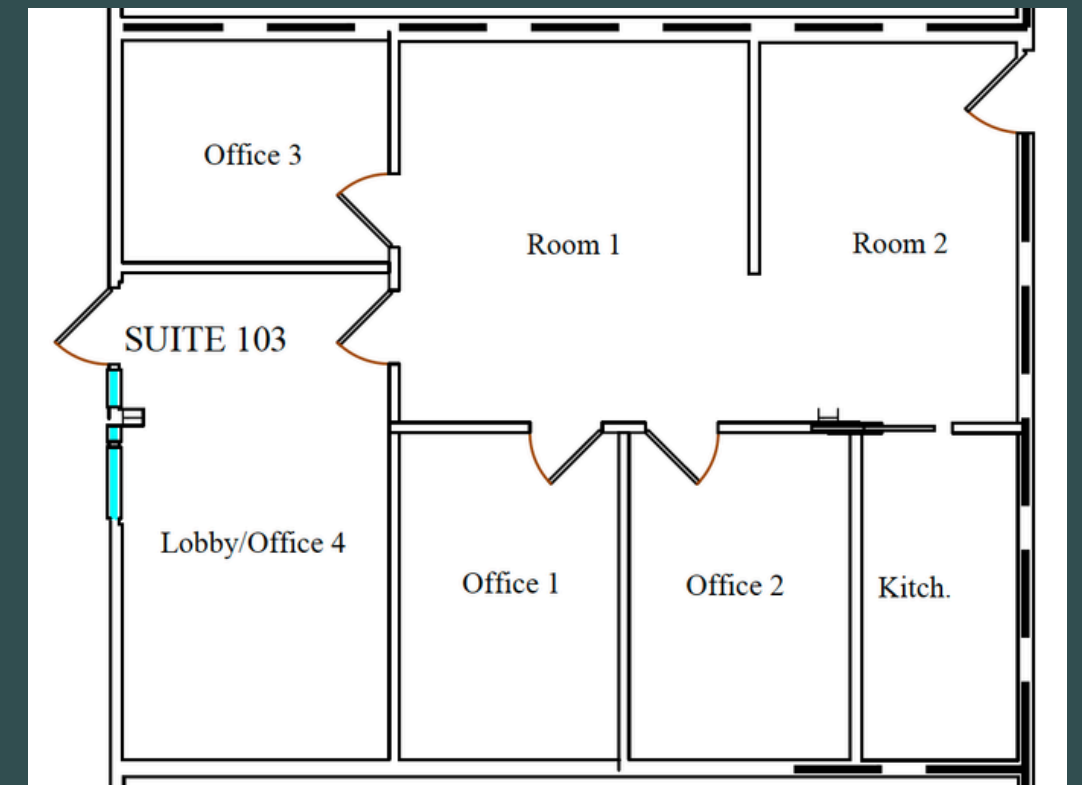 Office 3
Room 1
Room 2
SUITE 103
Lobby/Office 4
Office 1
Office 2
Kitch.